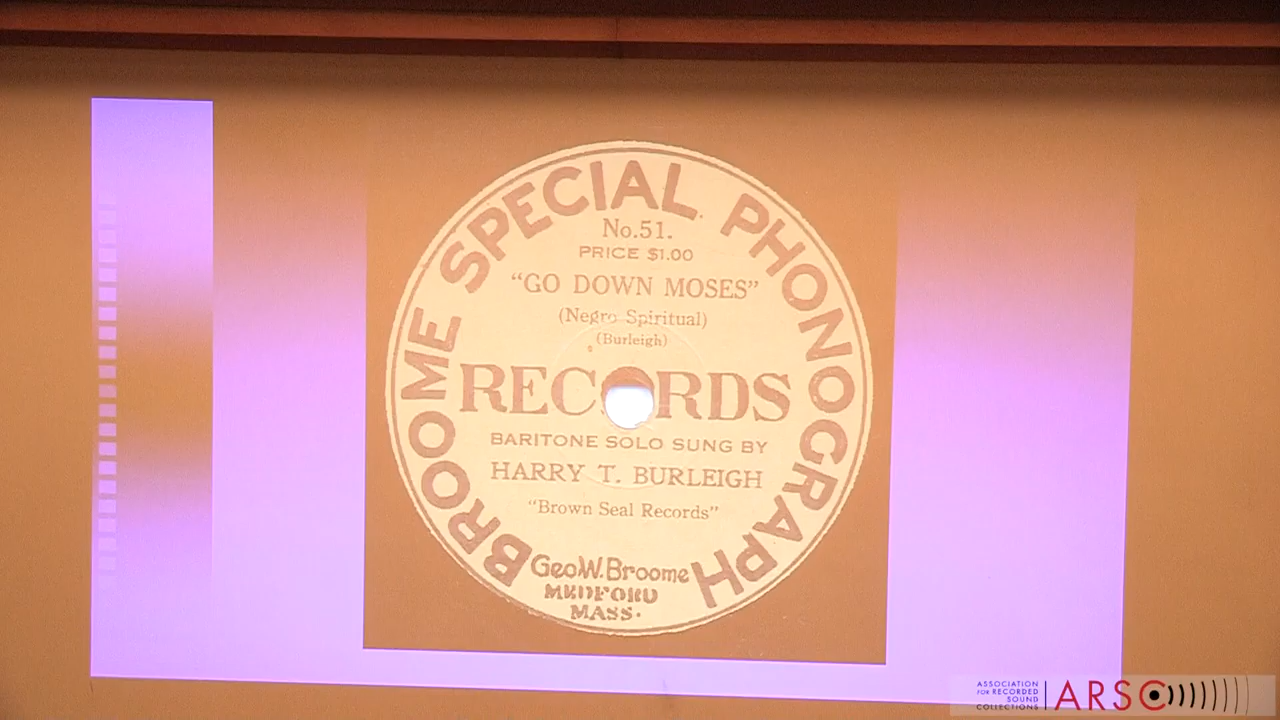 BROOME SPECIAL PHONOGRAPH
No.51.
PRICE $1.00
"GO DOWN MOSES"
(Negro Spiritual)
(Burleigh)
RECORDS
BARITONE SOLO SUNG BY
HARRY T. BURLEIGH
"Brown Seal Records"
Geo.W.Broome
MEDFORD
MASS.
ASSOCIATION
FOR RECORDED
SOUND
COLLECTIONS
ARSC